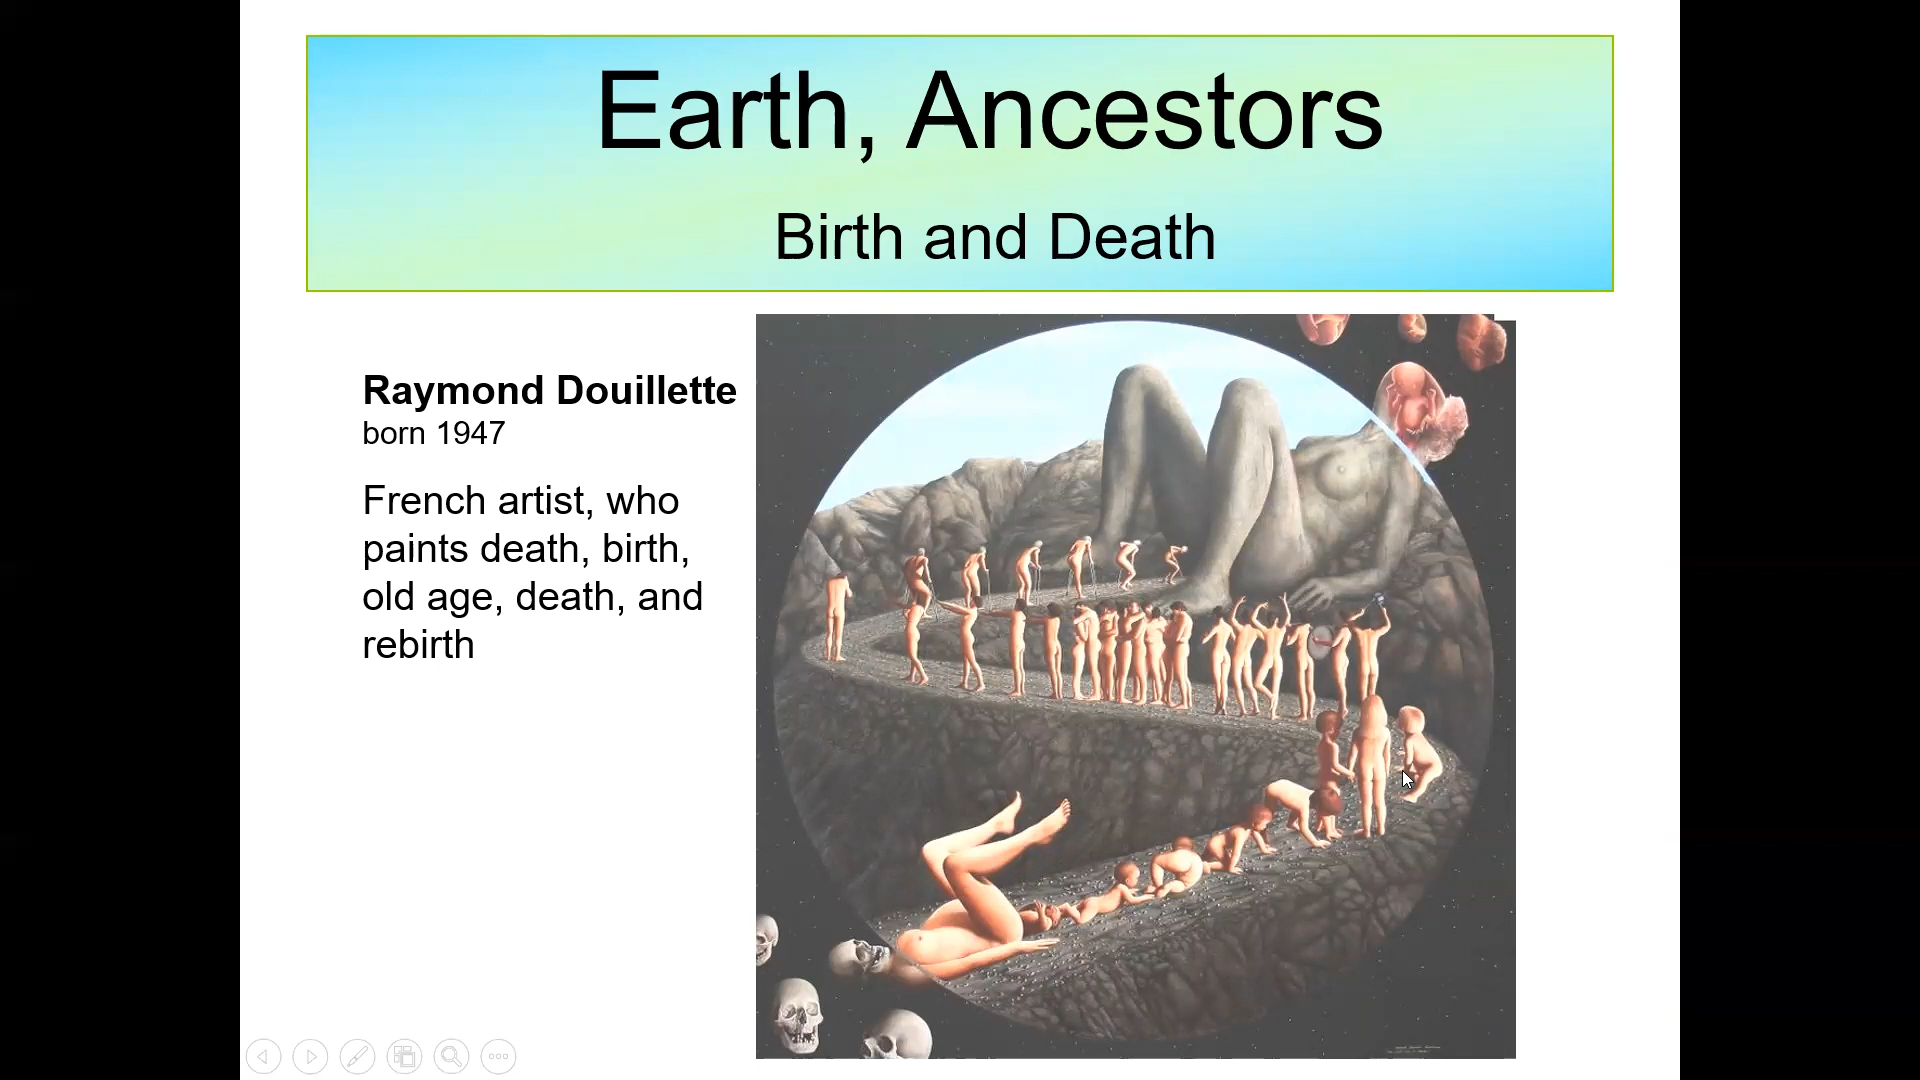 Earth, Ancestors
Birth and Death
Raymond Douillette
born 1947
French artist, who
paints death, birth,
old age, death, and
rebirth